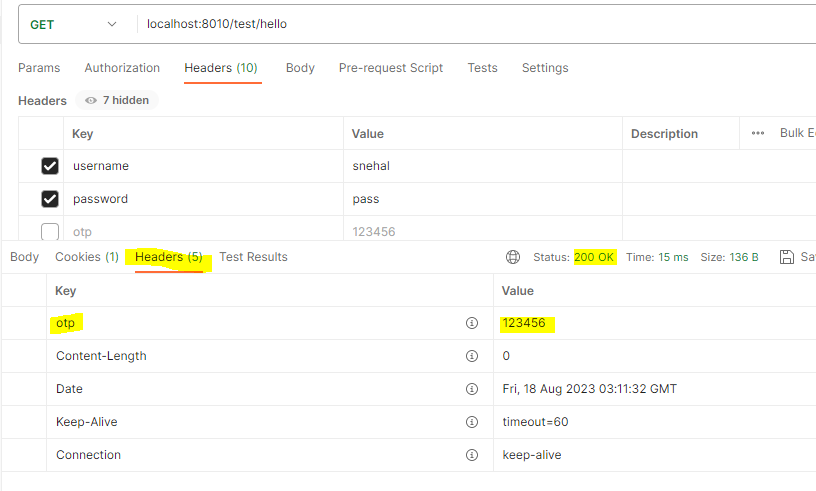 GET localhost:8010/test/hello
Params Authorization Headers (10) Body Pre-request Script Tests Settings
Headers 7 hidden
Key Value Description ••• Bulk E
username snehal
password pass
otp 123456
Body Cookies (1) Headers (5) Test Results Status: 200 OK Time: 15 ms Size: 136 B Sa
Key Value
otp 123456
Content-Length 0
Date Fri, 18 Aug 2023 03:11:32 GMT
Keep-Alive timeout=60
Connection keep-alive